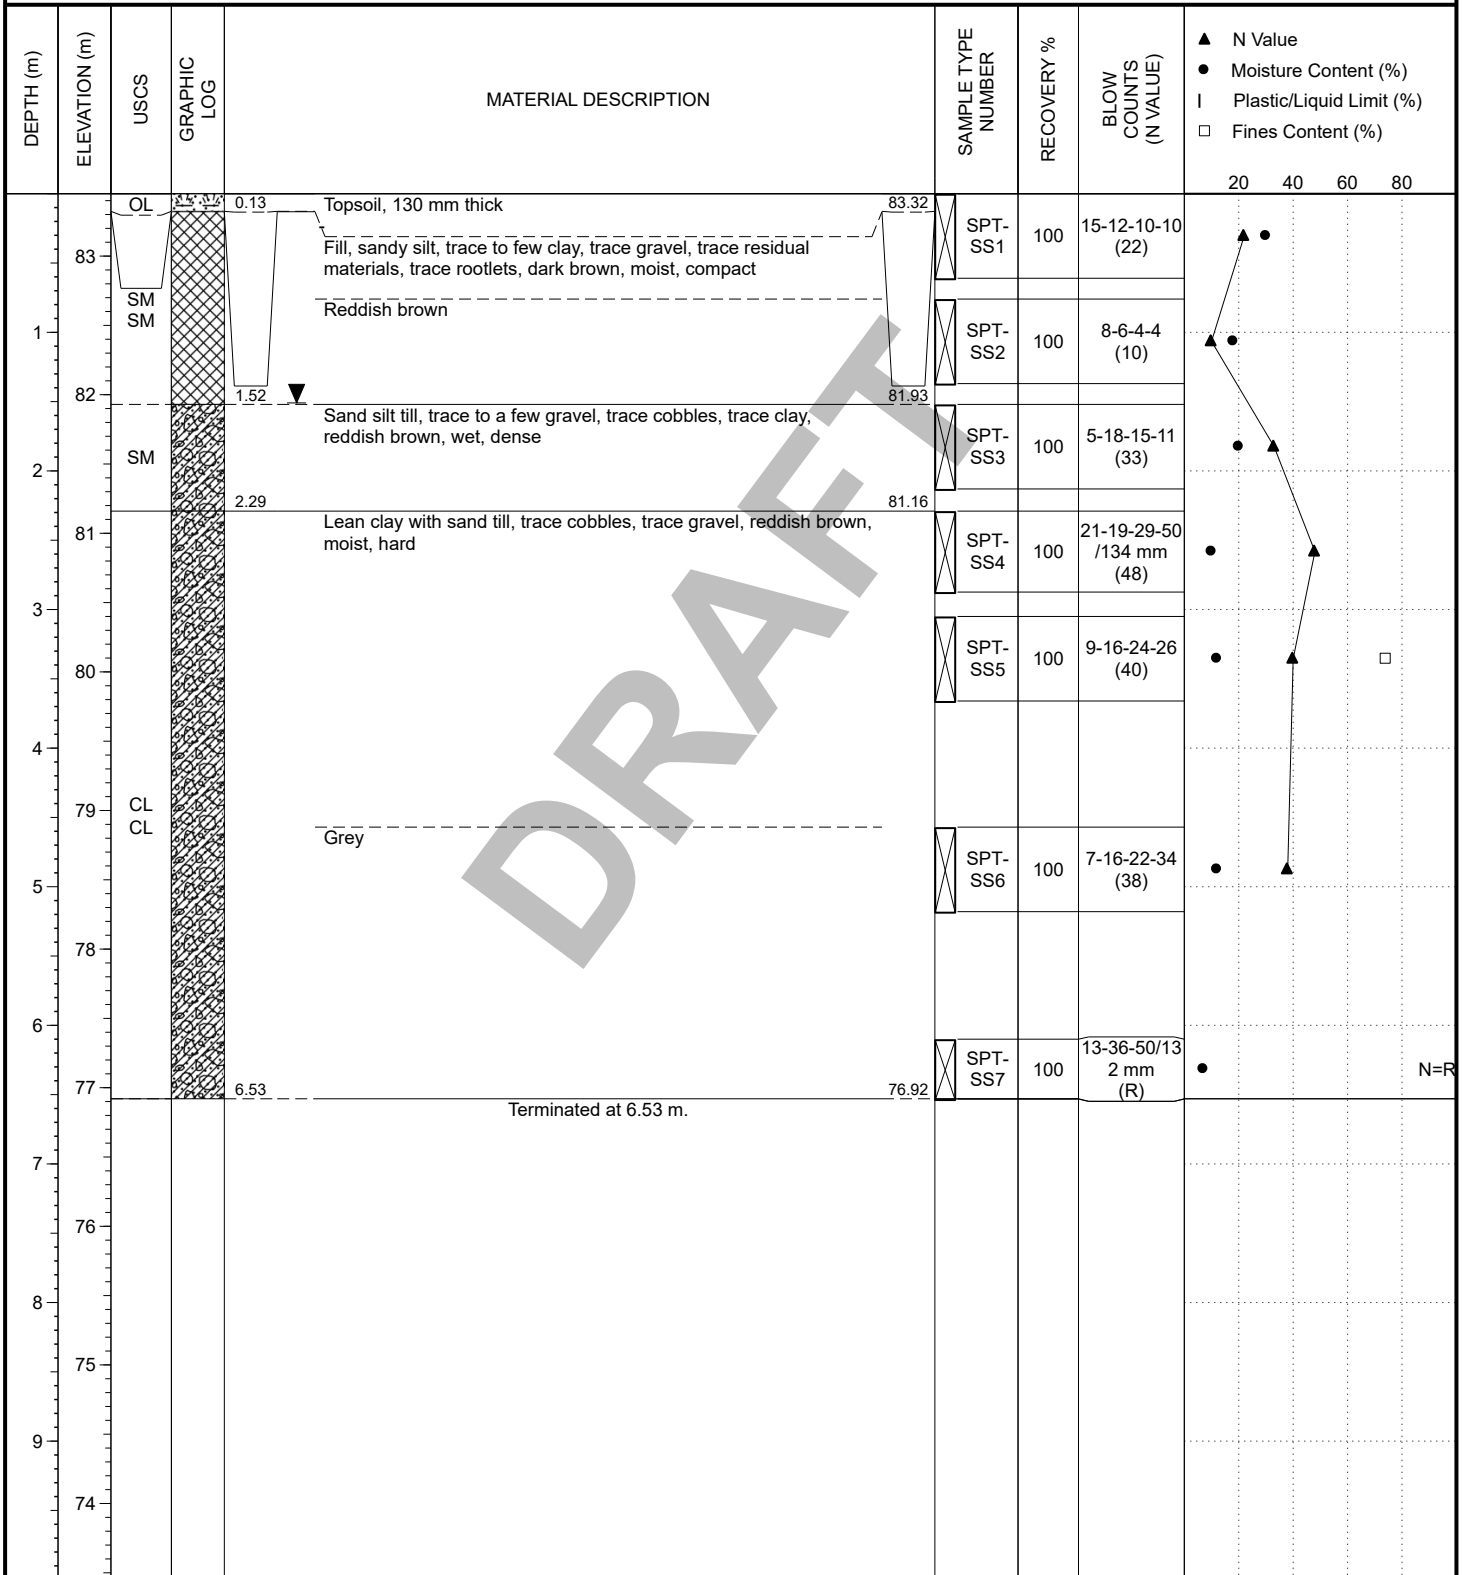 DEPTH (m)
ELEVATION (m)
USCS
GRAPHIC
LOG
MATERIAL DESCRIPTION
SAMPLE TYPE
NUMBER
RECOVERY %
BLOW
COUNTS
(N VALUE)
N Value
Moisture Content (%)
Plastic/Liquid Limit (%)
Fines Content (%)
20 40 60 80
OL
0.13
Topsoil, 130 mm thick
83.32
Fill, sandy silt, trace to few clay, trace gravel, trace residual
materials, trace rootlets, dark brown, moist, compact
SPT-
SS1
100
15-12-10-10
(22)
83
SM
SM
Reddish brown
1
SPT-
SS2
100
8-6-4-4
(10)
82
1.52
81.93
Sand silt till, trace to a few gravel, trace cobbles, trace clay,
reddish brown, wet, dense
SM
2
SPT-
SS3
100
5-18-15-11
(33)
2.29
81.16
Lean clay with sand till, trace cobbles, trace gravel, reddish brown,
moist, hard
81
SPT-
SS4
100
21-19-29-50
/134 mm
(48)
3
SPT-
SS5
100
9-16-24-26
(40)
80
4
79
CL
CL
Grey
SPT-
SS6
100
7-16-22-34
(38)
5
78
6
SPT-
SS7
100
13-36-50/13
2 mm
(R)
N=R
77
6.53
76.92
Terminated at 6.53 m.
7
76
8
75
9
74
DRAFT